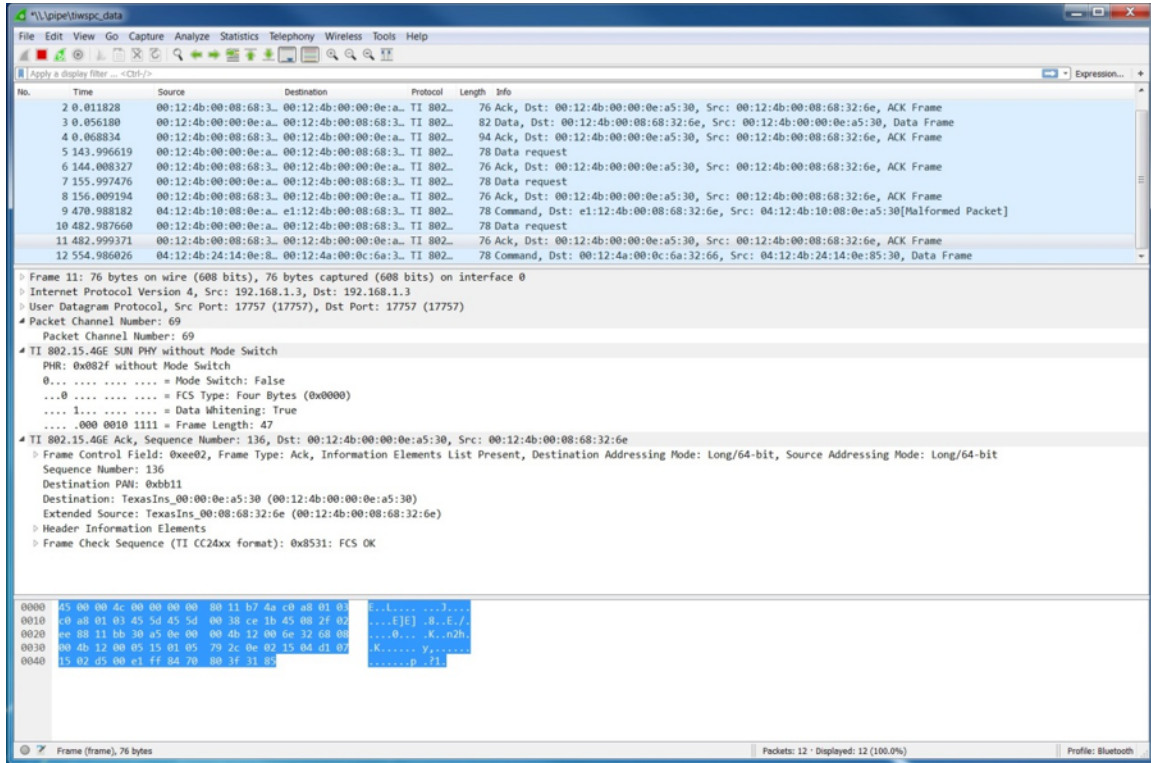 *\\.\pipe\tiwspc_data
File Edit View Go Capture Analyze Statistics Telephony Wireless Tools Help
Apply a display filter ... <Ctrl-/> Expression... +
No. Time Source Destination Protocol Length Info
2 0.011828 00:12:4b:00:08:68:3… 00:12:4b:00:00:0e:a… TI 802… 76 Ack, Dst: 00:12:4b:00:00:0e:a5:30, Src: 00:12:4b:00:08:68:32:6e, ACK Frame
3 0.056180 00:12:4b:00:00:0e:a… 00:12:4b:00:08:68:3… TI 802… 82 Data, Dst: 00:12:4b:00:08:68:32:6e, Src: 00:12:4b:00:00:0e:a5:30, Data Frame
4 0.068834 00:12:4b:00:08:68:3… 00:12:4b:00:00:0e:a… TI 802… 94 Ack, Dst: 00:12:4b:00:00:0e:a5:30, Src: 00:12:4b:00:08:68:32:6e, ACK Frame
5 143.996619 00:12:4b:00:00:0e:a… 00:12:4b:00:08:68:3… TI 802… 78 Data request
6 144.008327 00:12:4b:00:08:68:3… 00:12:4b:00:00:0e:a… TI 802… 76 Ack, Dst: 00:12:4b:00:00:0e:a5:30, Src: 00:12:4b:00:08:68:32:6e, ACK Frame
7 155.997476 00:12:4b:00:00:0e:a… 00:12:4b:00:08:68:3… TI 802… 78 Data request
8 156.009194 00:12:4b:00:08:68:3… 00:12:4b:00:00:0e:a… TI 802… 76 Ack, Dst: 00:12:4b:00:00:0e:a5:30, Src: 00:12:4b:00:08:68:32:6e, ACK Frame
9 470.988182 04:12:4b:10:08:0e:a… e1:12:4b:00:08:68:3… TI 802… 78 Command, Dst: e1:12:4b:00:08:68:32:6e, Src: 04:12:4b:10:08:0e:a5:30[Malformed Packet]
10 482.987660 00:12:4b:00:00:0e:a… 00:12:4b:00:08:68:3… TI 802… 78 Data request
11 482.999371 00:12:4b:00:08:68:3… 00:12:4b:00:00:0e:a… TI 802… 76 Ack, Dst: 00:12:4b:00:00:0e:a5:30, Src: 00:12:4b:00:08:68:32:6e, ACK Frame
12 554.986026 04:12:4b:24:14:0e:8… 00:12:4a:00:0c:6a:3… TI 802… 78 Command, Dst: 00:12:4a:00:0c:6a:32:66, Src: 04:12:4b:24:14:0e:85:30, Data Frame
Frame 11: 76 bytes on wire (608 bits), 76 bytes captured (608 bits) on interface 0
Internet Protocol Version 4, Src: 192.168.1.3, Dst: 192.168.1.3
User Datagram Protocol, Src Port: 17757 (17757), Dst Port: 17757 (17757)
Packet Channel Number: 69
Packet Channel Number: 69
TI 802.15.4GE SUN PHY without Mode Switch
PHR: 0x082f without Mode Switch
0... .... .... .... = Mode Switch: False
...0 .... .... .... = FCS Type: Four Bytes (0x0000)
.... 1... .... .... = Data Whitening: True
.... .000 0010 1111 = Frame Length: 47
TI 802.15.4GE Ack, Sequence Number: 136, Dst: 00:12:4b:00:00:0e:a5:30, Src: 00:12:4b:00:08:68:32:6e
Frame Control Field: 0xee02, Frame Type: Ack, Information Elements List Present, Destination Addressing Mode: Long/64-bit, Source Addressing Mode: Long/64-bit
Sequence Number: 136
Destination PAN: 0xbb11
Destination: TexasIns_00:00:0e:a5:30 (00:12:4b:00:00:0e:a5:30)
Extended Source: TexasIns_00:08:68:32:6e (00:12:4b:00:08:68:32:6e)
Header Information Elements
Frame Check Sequence (TI CC24xx format): 0x8531: FCS OK
0000 45 00 00 4c 00 00 00 00 80 11 b7 4a c0 a8 01 03 E..L.... ...J....
0010 c0 a8 01 03 45 5d 45 5d 00 38 ce 1b 45 08 2f 02 ....E]E] .8..E./.
0020 ee 88 11 bb 30 a5 0e 00 00 4b 12 00 6e 32 68 08 ....0... .K..n2h.
0030 00 4b 12 00 05 15 01 05 79 2c 0e 02 15 04 d1 07 .K...... y,......
0040 15 02 d5 00 e1 ff 84 70 80 3f 31 85 .......p .?1.
Frame (frame), 76 bytes Packets: 12 · Displayed: 12 (100.0%) Profile: Bluetooth